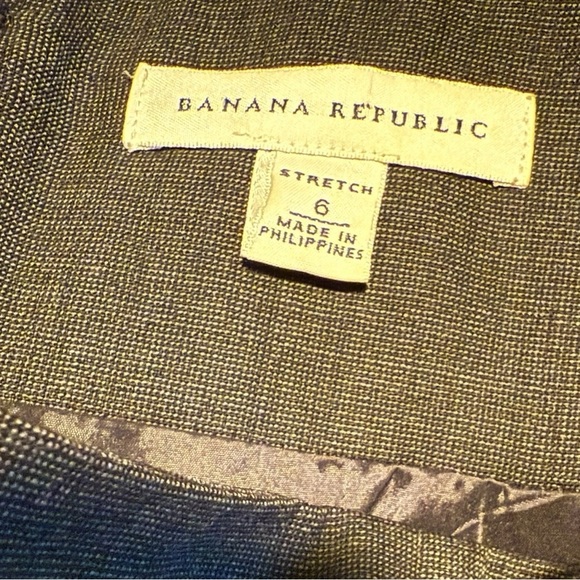 BANANA REPUBLIC
STRETCH
6
MADE IN
PHILIPPINES